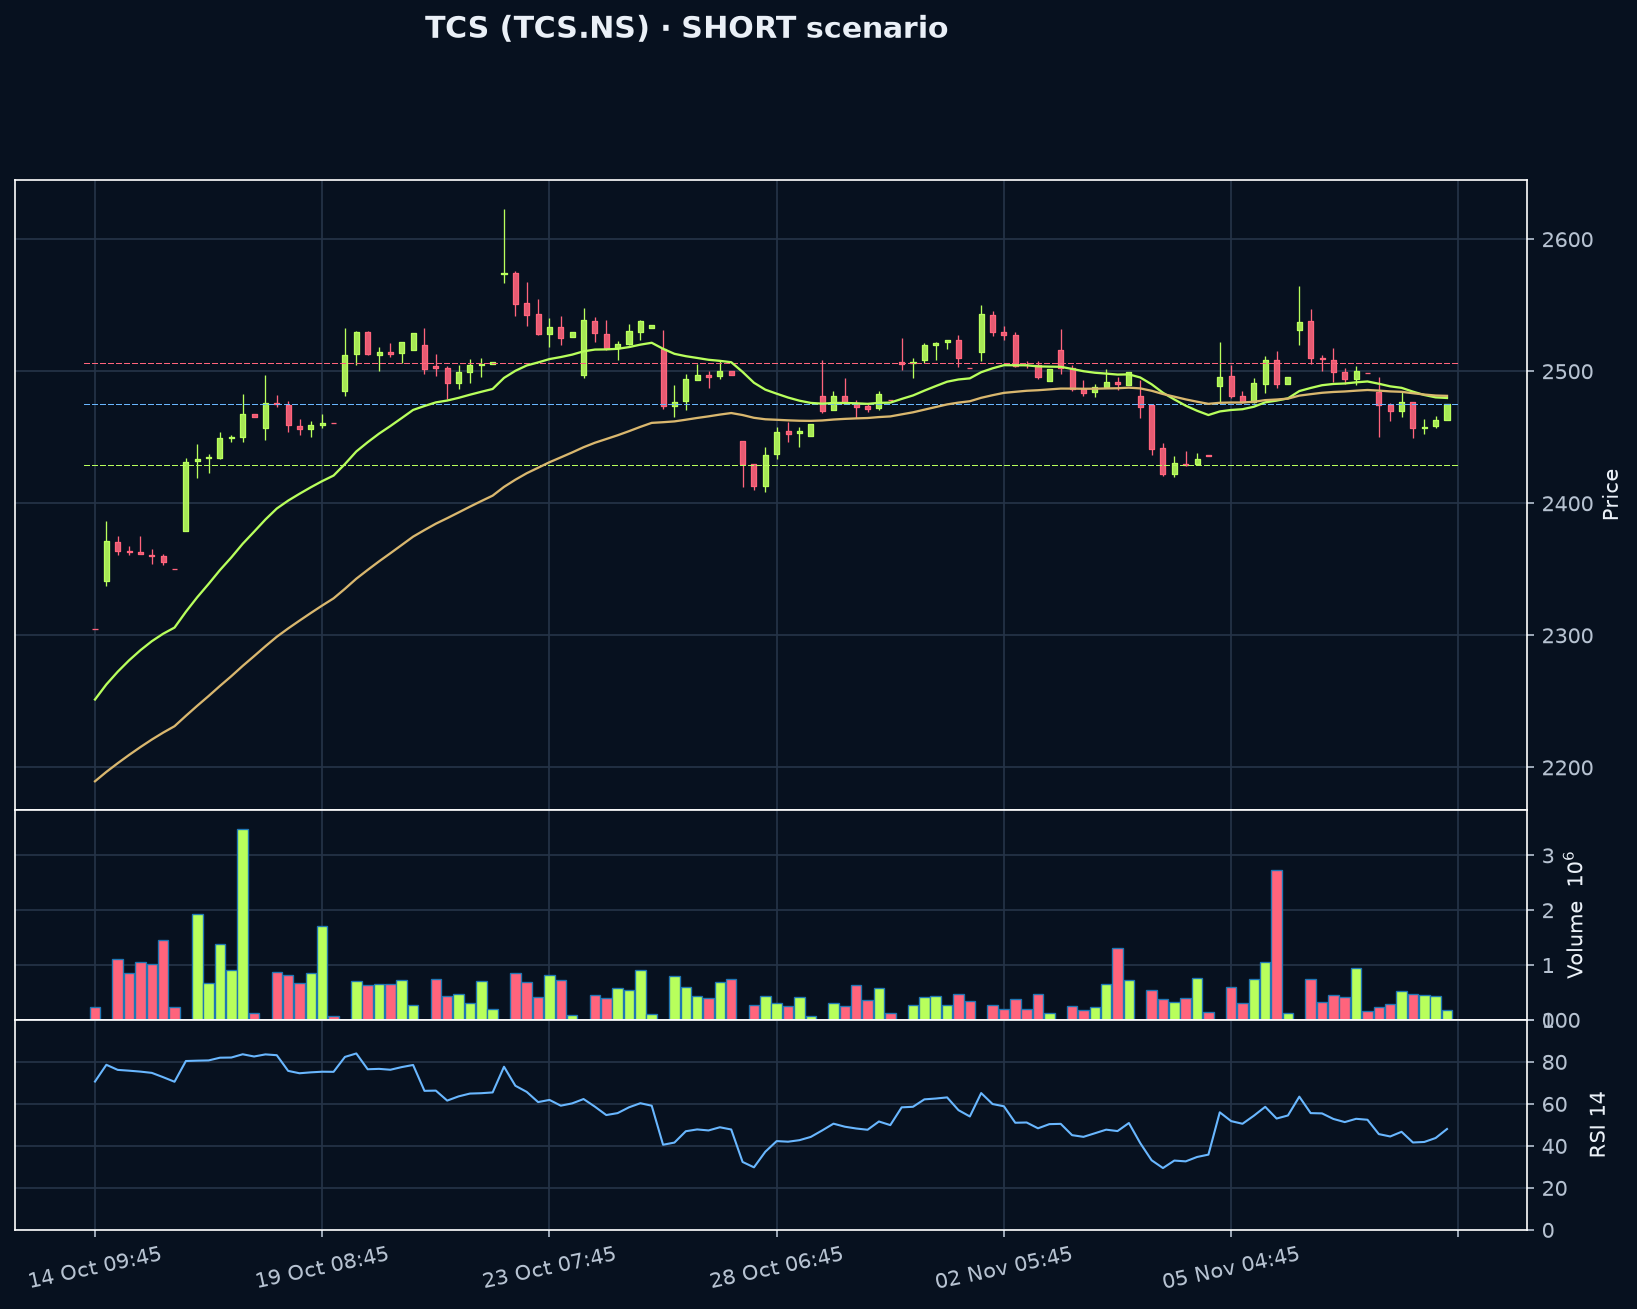 TCS (TCS.NS) · SHORT scenario
2600
2500
2400
2300
2200
Price
3
2
1
0
Volume 10⁶
100
80
60
40
20
0
RSI 14
14 Oct 09:45
19 Oct 08:45
23 Oct 07:45
28 Oct 06:45
02 Nov 05:45
05 Nov 04:45